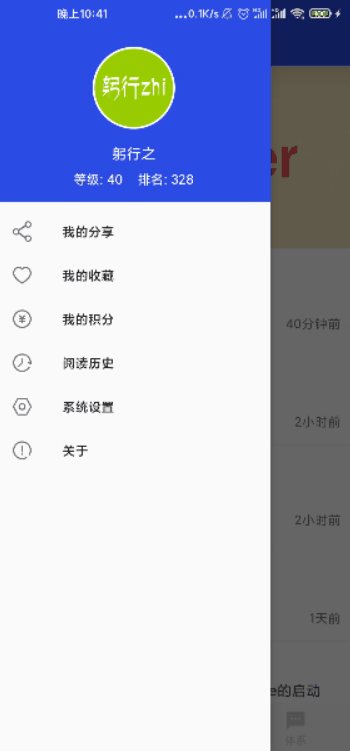 晚上10:41
...0.1K/s
躬行zhi
躬行之
等级: 40 排名: 328
我的分享
我的收藏
我的积分
阅读历史
系统设置
关于
er
40分钟前
2小时前
2小时前
1天前
e的启动
体系